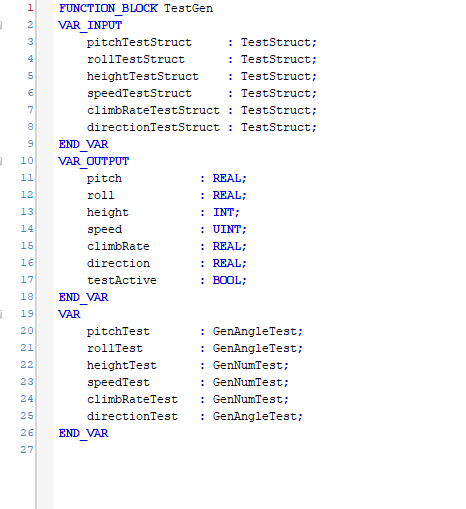 1 FUNCTION_BLOCK TestGen
2 VAR_INPUT
3 pitchTestStruct : TestStruct;
4 rollTestStruct : TestStruct;
5 heightTestStruct : TestStruct;
6 speedTestStruct : TestStruct;
7 climbRateTestStruct : TestStruct;
8 directionTestStruct : TestStruct;
9 END_VAR
10 VAR_OUTPUT
11 pitch : REAL;
12 roll : REAL;
13 height : INT;
14 speed : UINT;
15 climbRate : REAL;
16 direction : REAL;
17 testActive : BOOL;
18 END_VAR
19 VAR
20 pitchTest : GenAngleTest;
21 rollTest : GenAngleTest;
22 heightTest : GenNumTest;
23 speedTest : GenNumTest;
24 climbRateTest : GenNumTest;
25 directionTest : GenAngleTest;
26 END_VAR
27